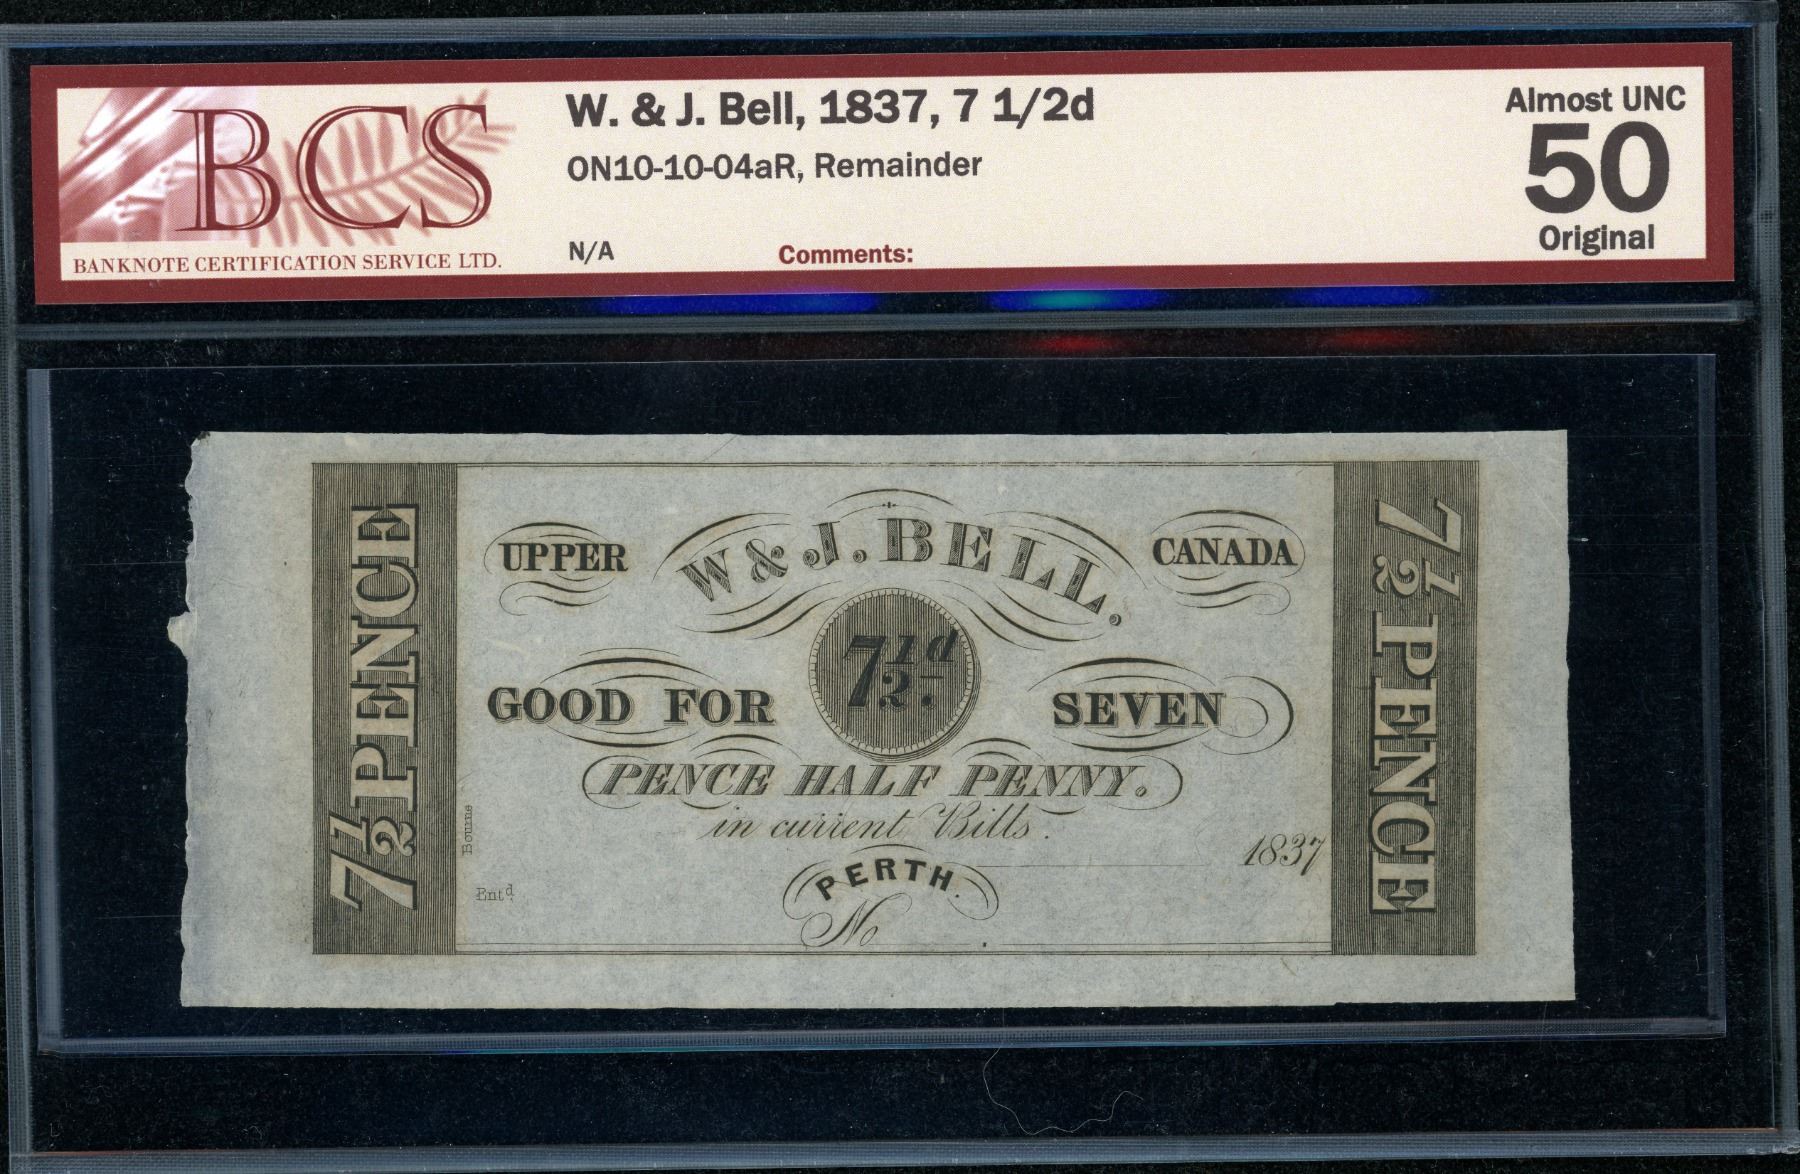 BCS
BANKNOTE CERTIFICATION SERVICE LTD.
W. & J. Bell, 1837, 7 1/2d
ON10-10-04aR, Remainder
N/A
Comments:
Almost UNC
50
Original
7½ PENCE
UPPER
W & J. BELL.
CANADA
7½d.
GOOD FOR
SEVEN
PENCE HALF PENNY.
in current Bills.
1837
PERTH.
No
Bourne
Entd.
7½ PENCE